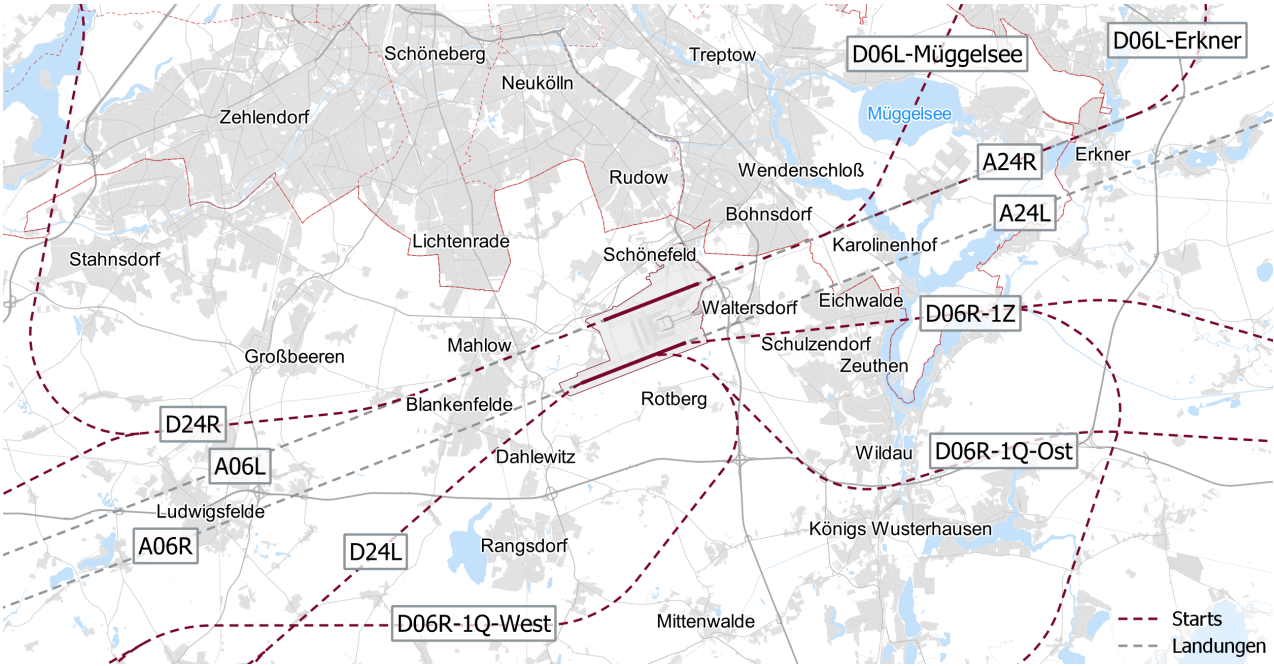 D06L-Erkner
Schöneberg
Treptow
D06L-Müggelsee
Neukölln
Zehlendorf
Müggelsee
A24R
Erkner
Rudow
Wendenschloß
Bohnsdorf
A24L
Lichtenrade
Karolinenhof
Schönefeld
Stahnsdorf
Waltersdorf
Eichwalde
D06R-1Z
Mahlow
Schulzendorf
Großbeeren
Zeuthen
Rotberg
Blankenfelde
D24R
Wildau
D06R-1Q-Ost
Dahlewitz
A06L
Ludwigsfelde
Königs Wusterhausen
A06R
D24L
Rangsdorf
D06R-1Q-West
Mittenwalde
Starts
Landungen